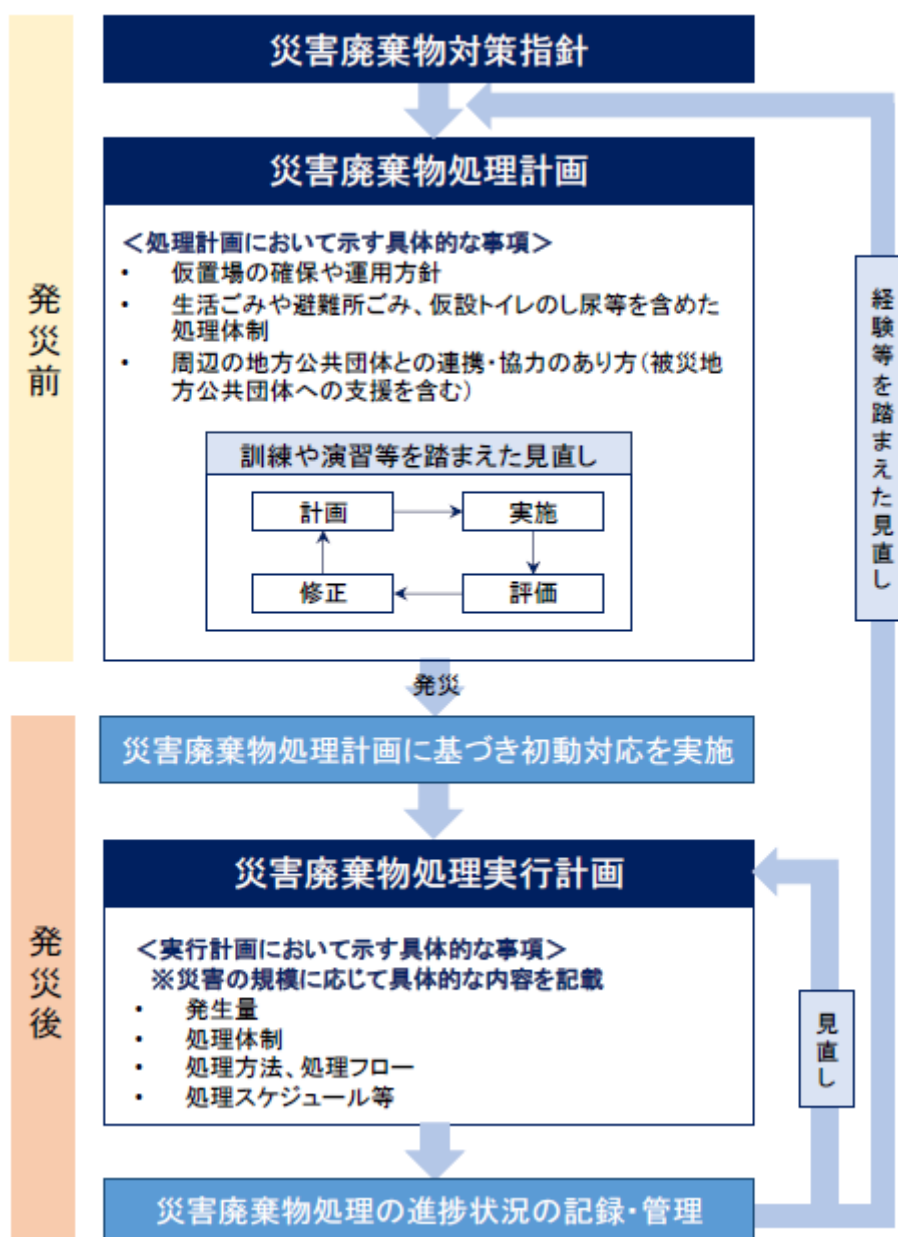 災害廃棄物対策指針
発災前
災害廃棄物処理計画
＜処理計画において示す具体的な事項＞
• 仮置場の確保や運用方針
• 生活ごみや避難所ごみ、仮設トイレのし尿等を含めた
処理体制
• 周辺の地方公共団体との連携・協力のあり方（被災地
方公共団体への支援を含む）
訓練や演習等を踏まえた見直し
計画
実施
修正
評価
経験等を踏まえた見直し
発災
発災後
災害廃棄物処理計画に基づき初動対応を実施
災害廃棄物処理実行計画
＜実行計画において示す具体的な事項＞
※災害の規模に応じて具体的な内容を記載
• 発生量
• 処理体制
• 処理方法、処理フロー
• 処理スケジュール等
見直し
災害廃棄物処理の進捗状況の記録・管理